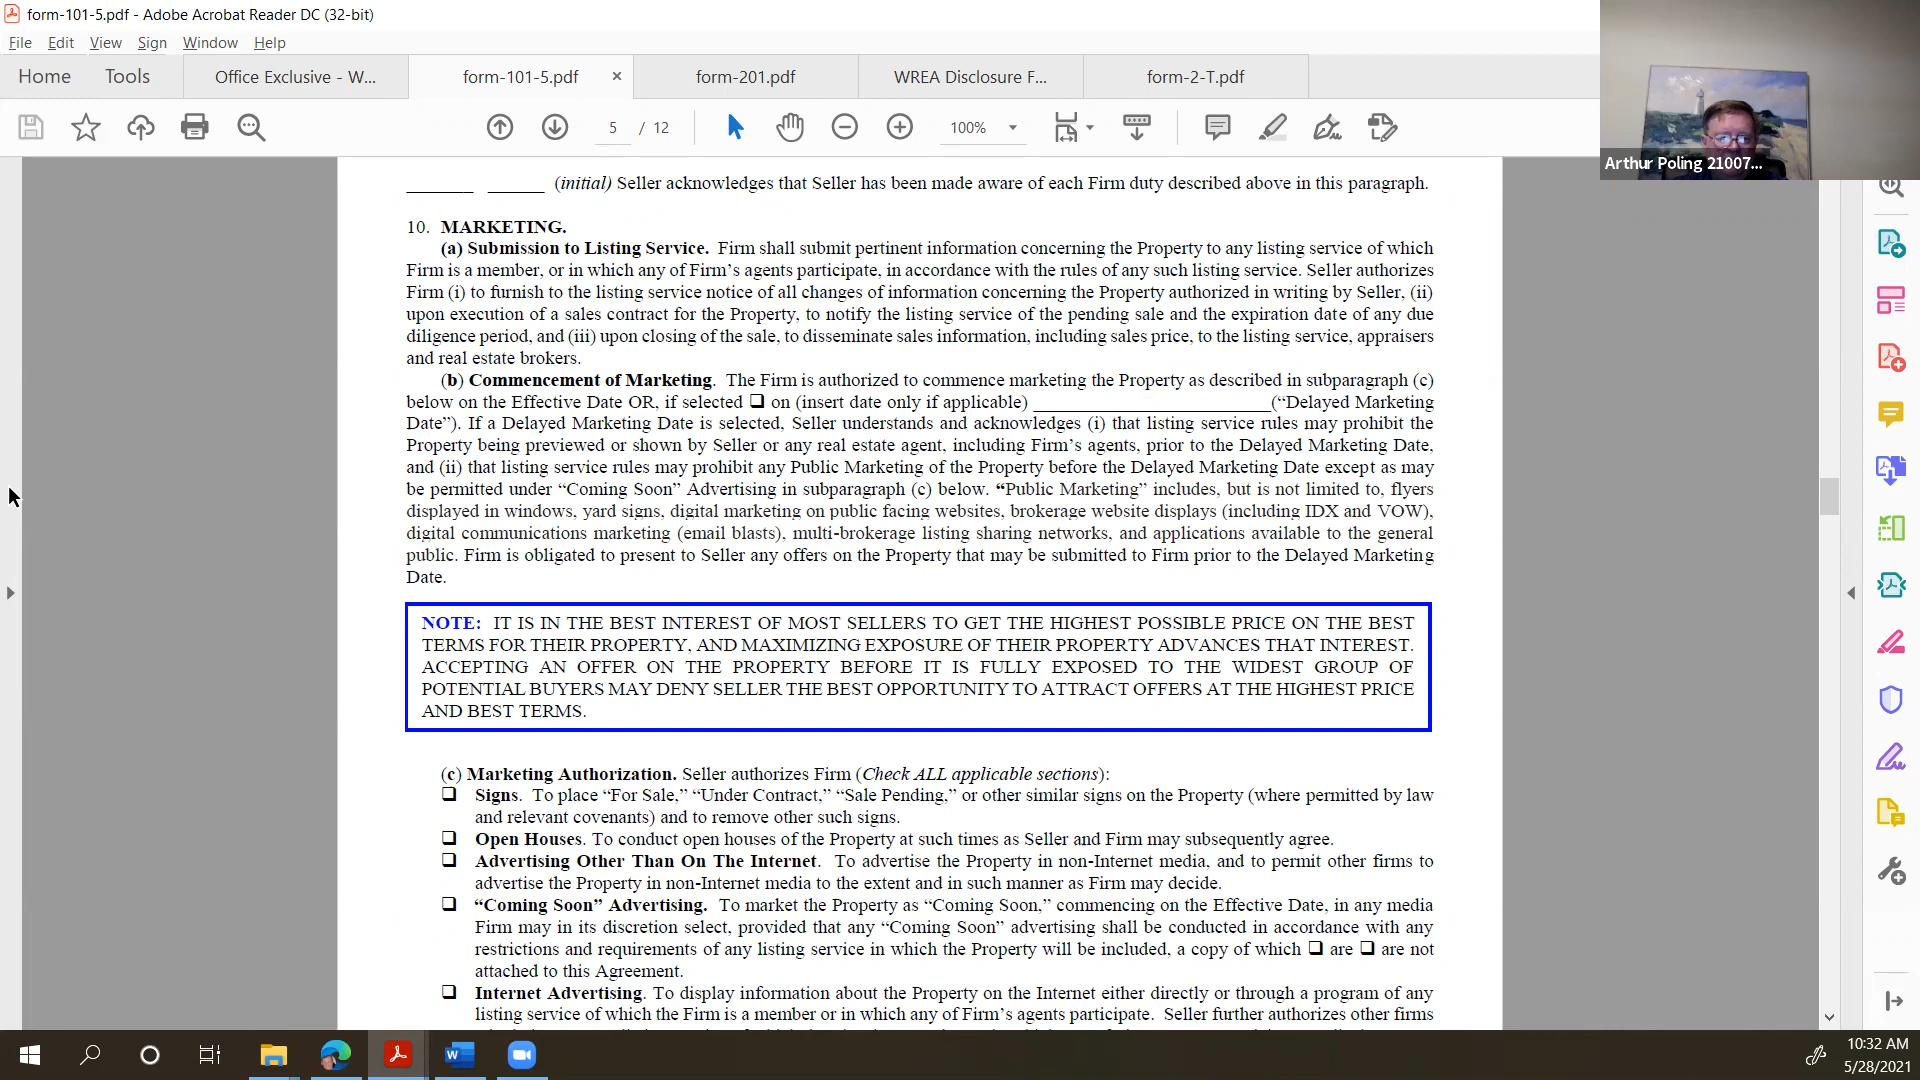 form-101-5.pdf - Adobe Acrobat Reader DC (32-bit)
File Edit View Sign Window Help
Home Tools Office Exclusive - W... form-101-5.pdf × form-201.pdf WREA Disclosure F... form-2-T.pdf
5 / 12 100%
Arthur Poling 21007...
(initial) Seller acknowledges that Seller has been made aware of each Firm duty described above in this paragraph.
10. MARKETING.
(a) Submission to Listing Service. Firm shall submit pertinent information concerning the Property to any listing service of which
Firm is a member, or in which any of Firm’s agents participate, in accordance with the rules of any such listing service. Seller authorizes
Firm (i) to furnish to the listing service notice of all changes of information concerning the Property authorized in writing by Seller, (ii)
upon execution of a sales contract for the Property, to notify the listing service of the pending sale and the expiration date of any due
diligence period, and (iii) upon closing of the sale, to disseminate sales information, including sales price, to the listing service, appraisers
and real estate brokers.
(b) Commencement of Marketing. The Firm is authorized to commence marketing the Property as described in subparagraph (c)
below on the Effective Date OR, if selected ❑ on (insert date only if applicable) ________________________(“Delayed Marketing
Date”). If a Delayed Marketing Date is selected, Seller understands and acknowledges (i) that listing service rules may prohibit the
Property being previewed or shown by Seller or any real estate agent, including Firm’s agents, prior to the Delayed Marketing Date,
and (ii) that listing service rules may prohibit any Public Marketing of the Property before the Delayed Marketing Date except as may
be permitted under “Coming Soon” Advertising in subparagraph (c) below. “Public Marketing” includes, but is not limited to, flyers
displayed in windows, yard signs, digital marketing on public facing websites, brokerage website displays (including IDX and VOW),
digital communications marketing (email blasts), multi-brokerage listing sharing networks, and applications available to the general
public. Firm is obligated to present to Seller any offers on the Property that may be submitted to Firm prior to the Delayed Marketing
Date.
NOTE: IT IS IN THE BEST INTEREST OF MOST SELLERS TO GET THE HIGHEST POSSIBLE PRICE ON THE BEST
TERMS FOR THEIR PROPERTY, AND MAXIMIZING EXPOSURE OF THEIR PROPERTY ADVANCES THAT INTEREST.
ACCEPTING AN OFFER ON THE PROPERTY BEFORE IT IS FULLY EXPOSED TO THE WIDEST GROUP OF
POTENTIAL BUYERS MAY DENY SELLER THE BEST OPPORTUNITY TO ATTRACT OFFERS AT THE HIGHEST PRICE
AND BEST TERMS.
(c) Marketing Authorization. Seller authorizes Firm (Check ALL applicable sections):
❑ Signs. To place “For Sale,” “Under Contract,” “Sale Pending,” or other similar signs on the Property (where permitted by law
and relevant covenants) and to remove other such signs.
❑ Open Houses. To conduct open houses of the Property at such times as Seller and Firm may subsequently agree.
❑ Advertising Other Than On The Internet. To advertise the Property in non-Internet media, and to permit other firms to
advertise the Property in non-Internet media to the extent and in such manner as Firm may decide.
❑ “Coming Soon” Advertising. To market the Property as “Coming Soon,” commencing on the Effective Date, in any media
Firm may in its discretion select, provided that any “Coming Soon” advertising shall be conducted in accordance with any
restrictions and requirements of any listing service in which the Property will be included, a copy of which ❑ are ❑ are not
attached to this Agreement.
❑ Internet Advertising. To display information about the Property on the Internet either directly or through a program of any
listing service of which the Firm is a member or in which any of Firm’s agents participate. Seller further authorizes other firms
10:32 AM
5/28/2021